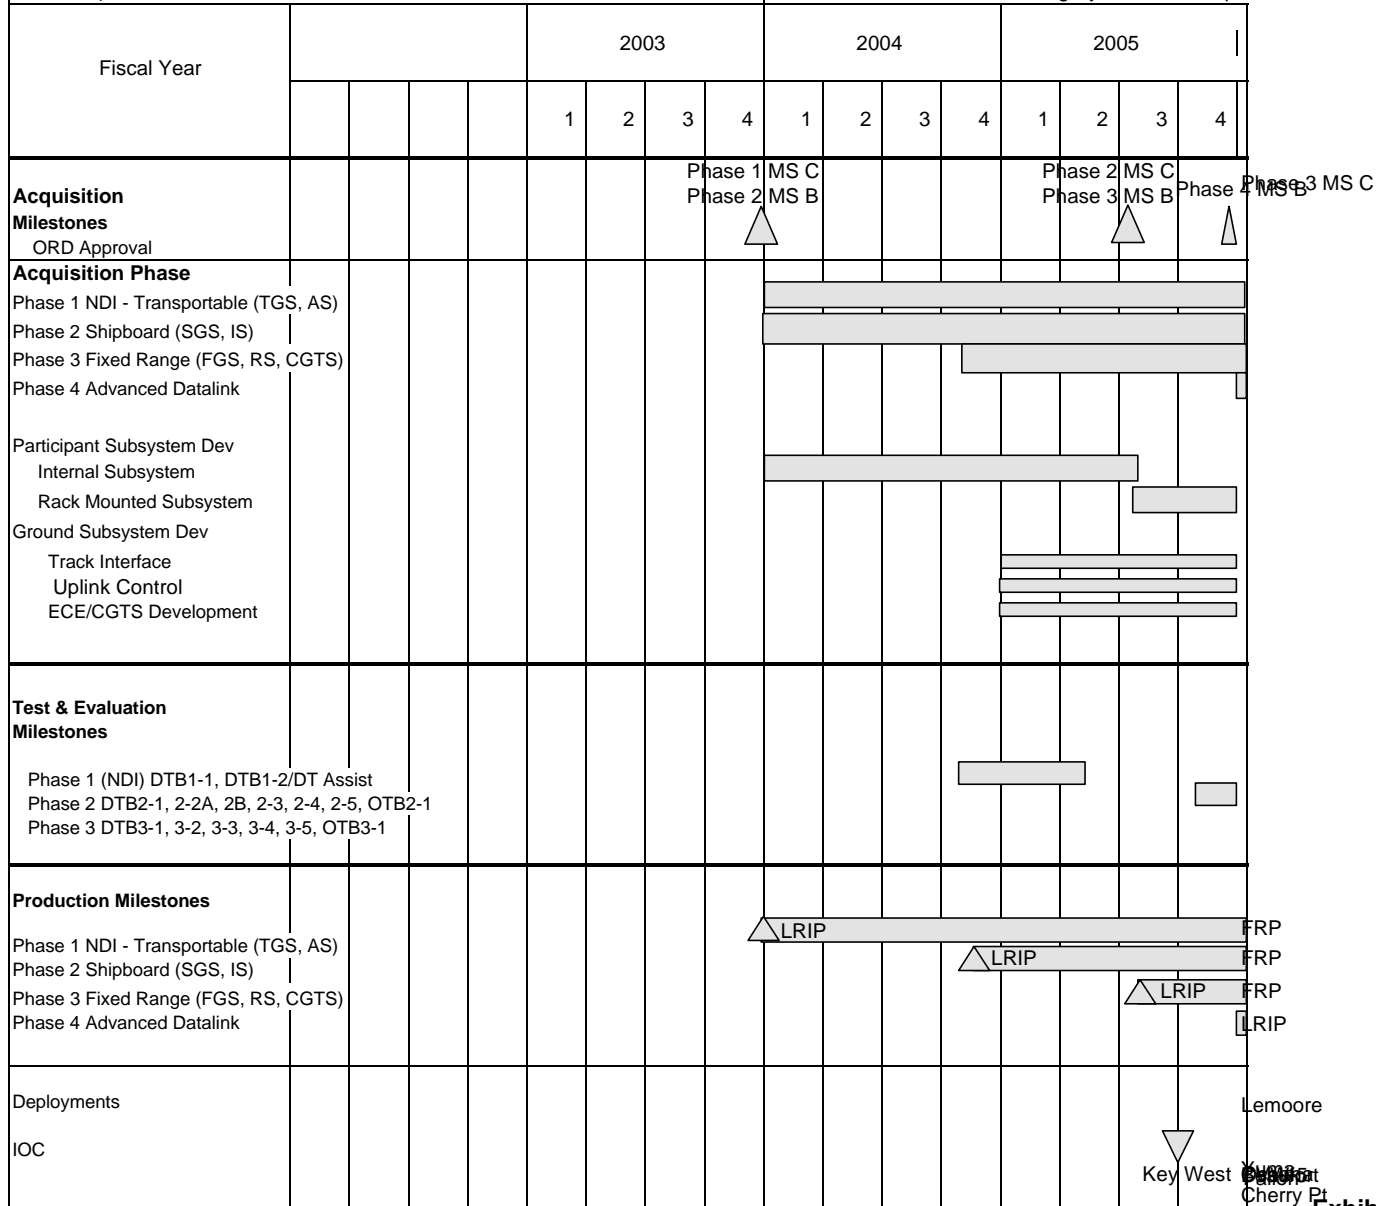 Fiscal Year
2003 2004 2005
1 2 3 4 1 2 3 4 1 2 3 4
Phase 1 MS C
Phase 2 MS B
Phase 2 MS C
Phase 3 MS B
Phase 3 MS C
Phase 4 MS B
Acquisition
Milestones
ORD Approval
Acquisition Phase
Phase 1 NDI - Transportable (TGS, AS)
Phase 2 Shipboard (SGS, IS)
Phase 3 Fixed Range (FGS, RS, CGTS)
Phase 4 Advanced Datalink
Participant Subsystem Dev
Internal Subsystem
Rack Mounted Subsystem
Ground Subsystem Dev
Track Interface
Uplink Control
ECE/CGTS Development
Test & Evaluation
Milestones
Phase 1 (NDI) DTB1-1, DTB1-2/DT Assist
Phase 2 DTB2-1, 2-2A, 2B, 2-3, 2-4, 2-5, OTB2-1
Phase 3 DTB3-1, 3-2, 3-3, 3-4, 3-5, OTB3-1
Production Milestones
Phase 1 NDI - Transportable (TGS, AS) LRIP FRP
Phase 2 Shipboard (SGS, IS) LRIP FRP
Phase 3 Fixed Range (FGS, RS, CGTS) LRIP FRP
Phase 4 Advanced Datalink LRIP
Deployments Lemoore
IOC
Key West
Cherry Pt